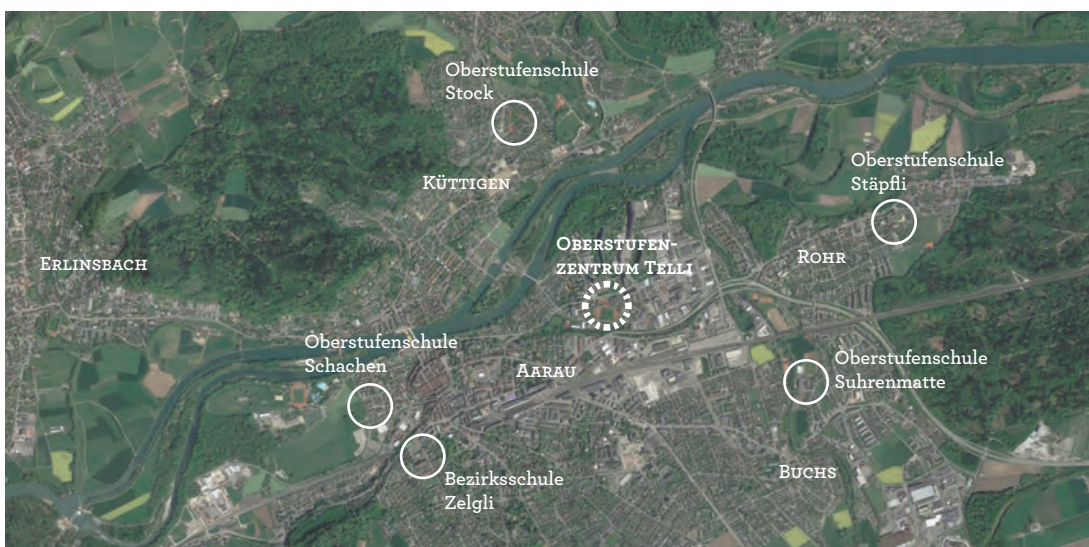 Oberstufenschule
Stock
Küttigen
Oberstufenschule
Stäpfli
Oberstufen-
zentrum Telli
Rohr
Erlinsbach
Oberstufenschule
Schachen
Aarau
Oberstufenschule
Suhrenmatte
Buchs
Bezirksschule
Zelgli